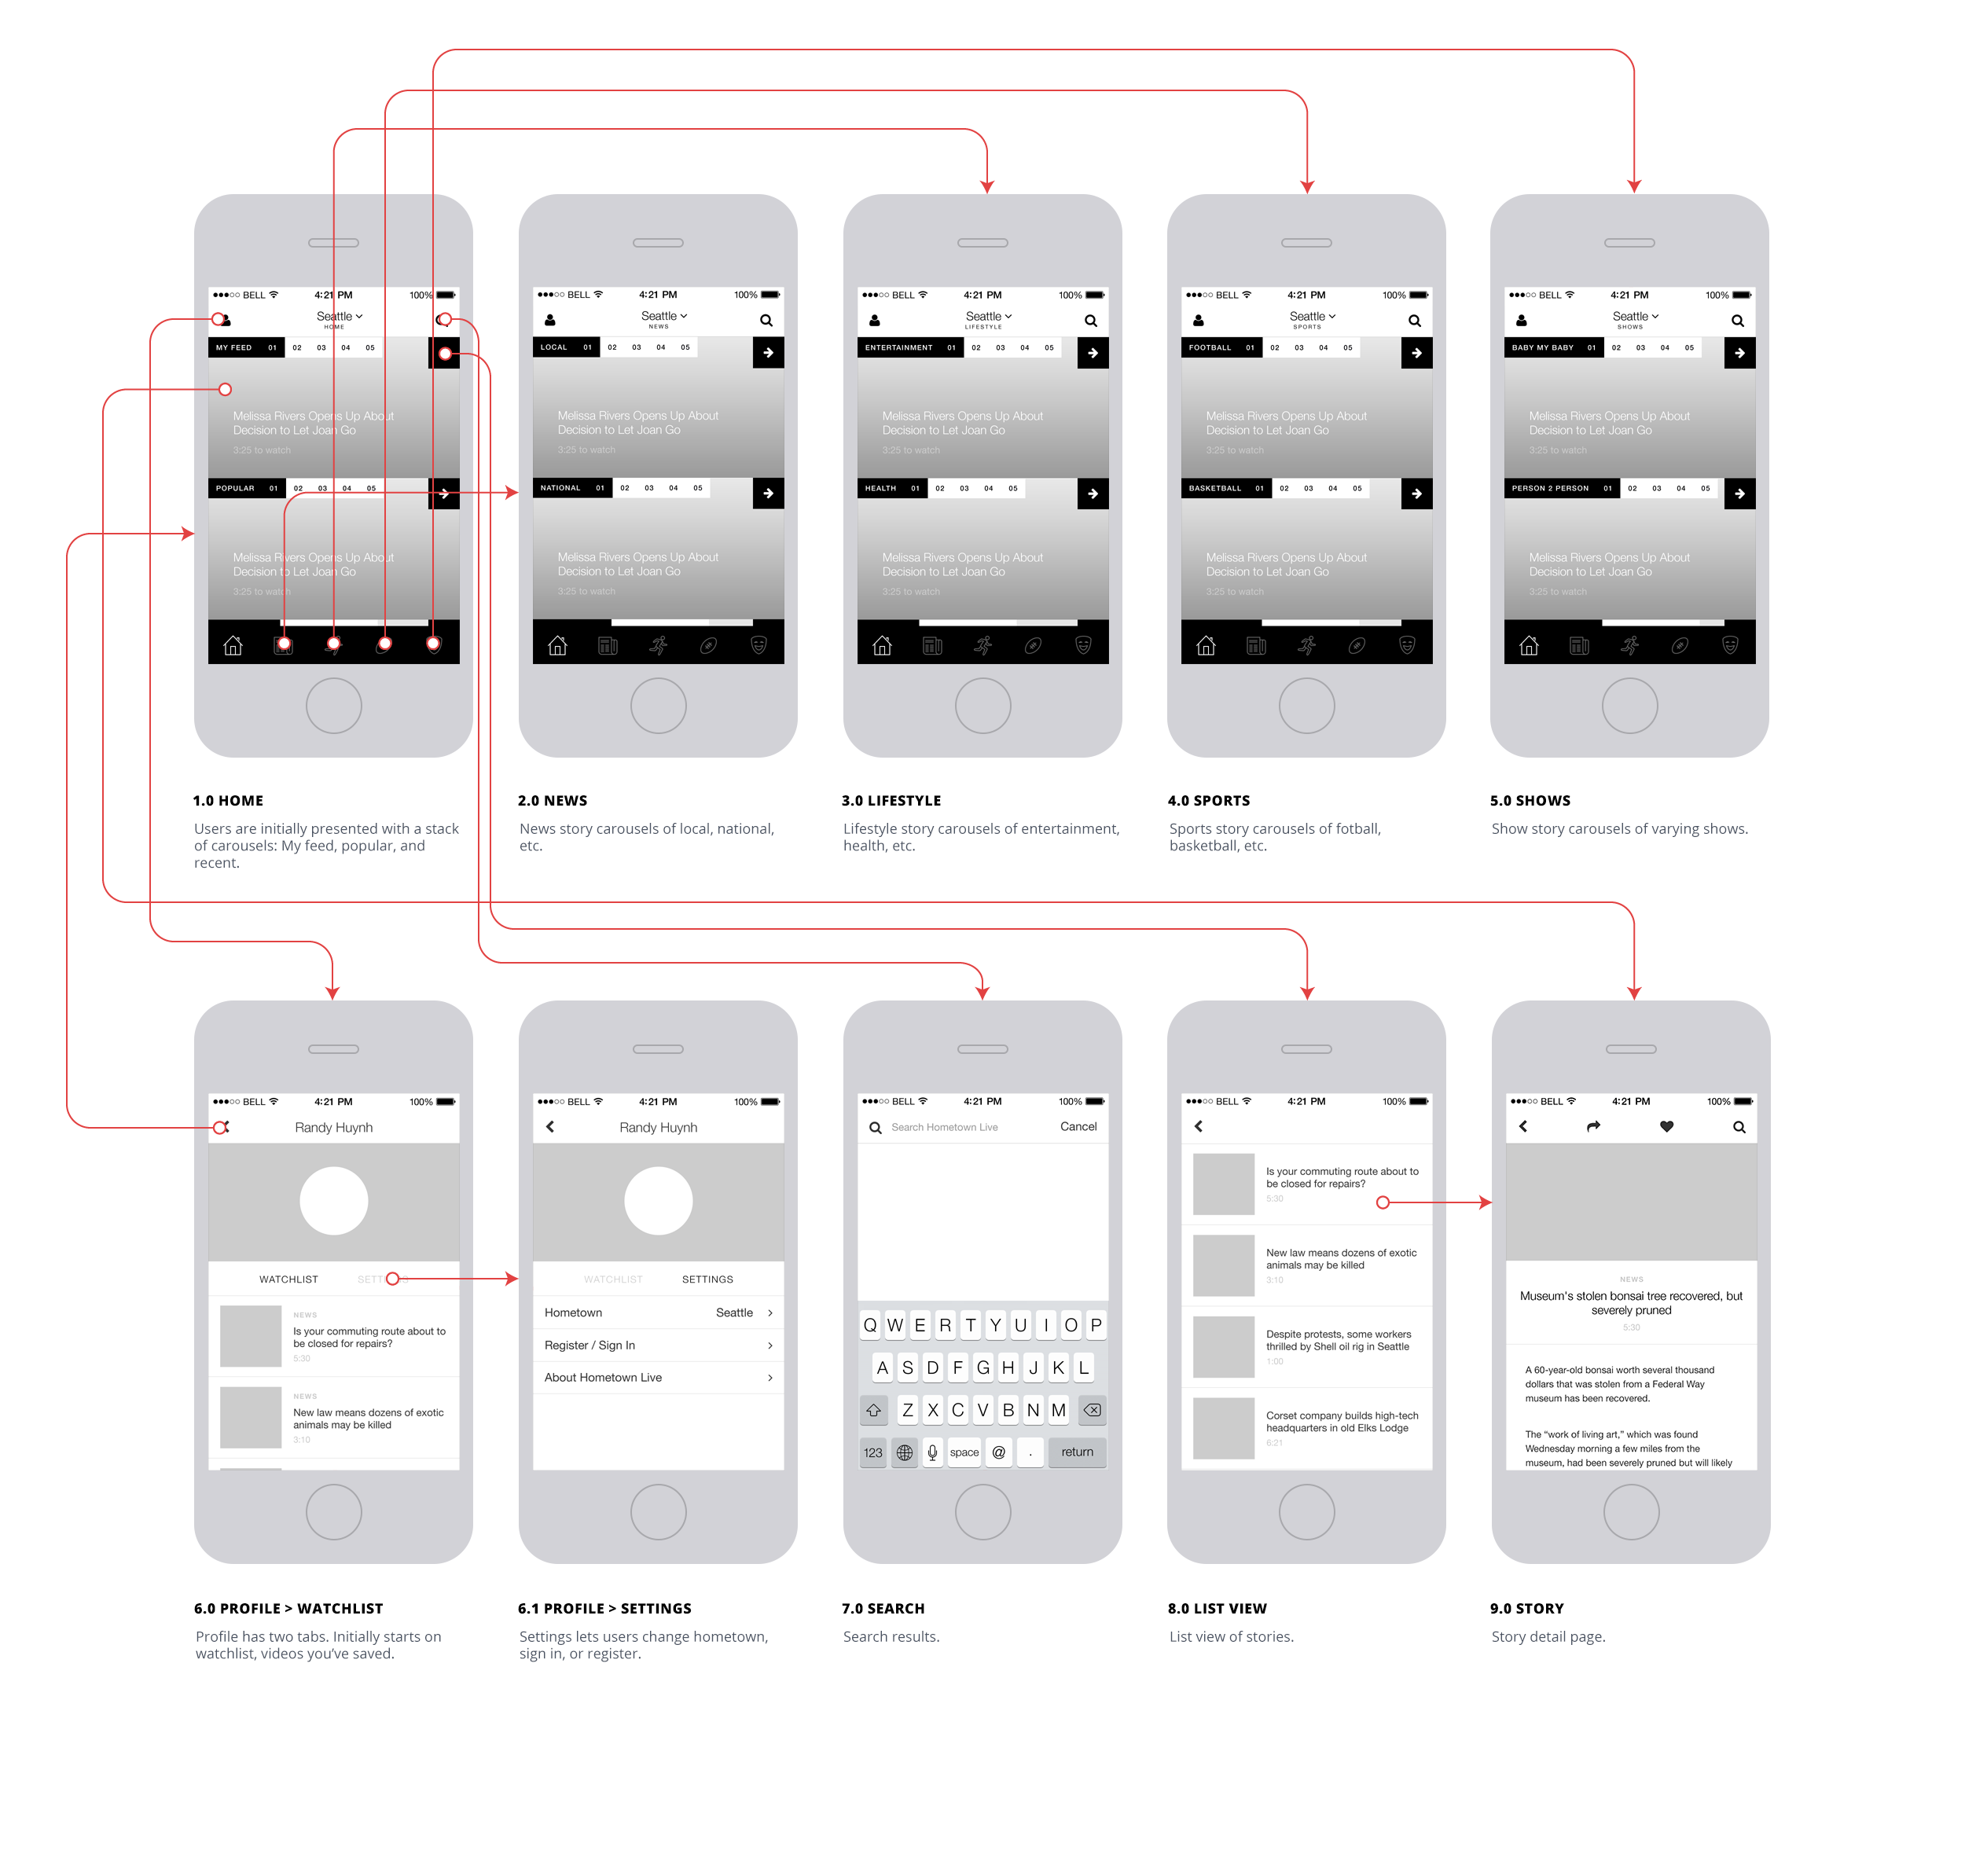 BELL 4:21 PM 100%
Seattle
HOME
MY FEED 01 02 03 04 05
Melissa Rivers Opens Up About
Decision to Let Joan Go
3:25 to watch
POPULAR 01 02 03 04 05
Melissa Rivers Opens Up About
Decision to Let Joan Go
3:25 to watch
1.0 HOME
Users are initially presented with a stack
of carousels: My feed, popular, and
recent.
BELL 4:21 PM 100%
Seattle
NEWS
LOCAL 01 02 03 04 05
Melissa Rivers Opens Up About
Decision to Let Joan Go
3:25 to watch
NATIONAL 01 02 03 04 05
Melissa Rivers Opens Up About
Decision to Let Joan Go
3:25 to watch
2.0 NEWS
News story carousels of local, national,
etc.
BELL 4:21 PM 100%
Seattle
LIFESTYLE
ENTERTAINMENT 01 02 03 04 05
Melissa Rivers Opens Up About
Decision to Let Joan Go
3:25 to watch
HEALTH 01 02 03 04 05
Melissa Rivers Opens Up About
Decision to Let Joan Go
3:25 to watch
3.0 LIFESTYLE
Lifestyle story carousels of entertainment,
health, etc.
BELL 4:21 PM 100%
Seattle
SPORTS
FOOTBALL 01 02 03 04 05
Melissa Rivers Opens Up About
Decision to Let Joan Go
3:25 to watch
BASKETBALL 01 02 03 04 05
Melissa Rivers Opens Up About
Decision to Let Joan Go
3:25 to watch
4.0 SPORTS
Sports story carousels of fotball,
basketball, etc.
BELL 4:21 PM 100%
Seattle
SHOWS
BABY MY BABY 01 02 03 04 05
Melissa Rivers Opens Up About
Decision to Let Joan Go
3:25 to watch
PERSON 2 PERSON 01 02 03 04 05
Melissa Rivers Opens Up About
Decision to Let Joan Go
3:25 to watch
5.0 SHOWS
Show story carousels of varying shows.
BELL 4:21 PM 100%
Randy Huynh
WATCHLIST SETTINGS
NEWS
Is your commuting route about to
be closed for repairs?
5:30
NEWS
New law means dozens of exotic
animals may be killed
3:10
6.0 PROFILE > WATCHLIST
Profile has two tabs. Initially starts on
watchlist, videos you've saved.
BELL 4:21 PM 100%
Randy Huynh
WATCHLIST SETTINGS
Hometown Seattle
Register / Sign In
About Hometown Live
6.1 PROFILE > SETTINGS
Settings lets users change hometown,
sign in, or register.
BELL 4:21 PM 100%
Search Hometown Live Cancel
Q W E R T Y U I O P
A S D F G H J K L
Z X C V B N M
123 space @ . return
7.0 SEARCH
Search results.
BELL 4:21 PM 100%
Is your commuting route about to
be closed for repairs?
5:30
New law means dozens of exotic
animals may be killed
3:10
Despite protests, some workers
thrilled by Shell oil rig in Seattle
1:00
Corset company builds high-tech
headquarters in old Elks Lodge
6:21
8.0 LIST VIEW
List view of stories.
BELL 4:21 PM 100%
NEWS
Museum's stolen bonsai tree recovered, but
severely pruned
5:30
A 60-year-old bonsai worth several thousand
dollars that was stolen from a Federal Way
museum has been recovered.
The "work of living art," which was found
Wednesday morning a few miles from the
museum, had been severely pruned but will likely
9.0 STORY
Story detail page.